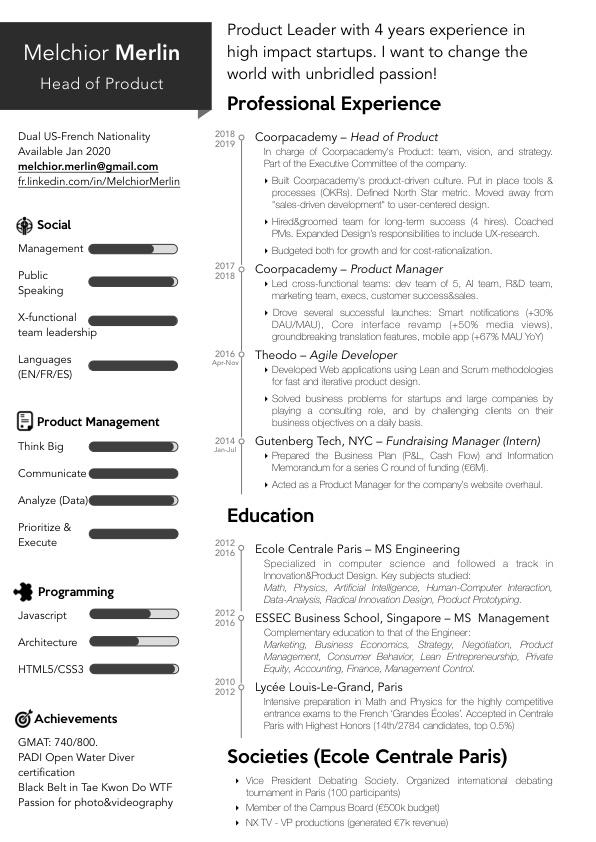 Melchior Merlin
Head of Product
Dual US-French Nationality
Available Jan 2020
melchior.merlin@gmail.com
fr.linkedin.com/in/MelchiorMerlin
Social
Management
Public
Speaking
X-functional
team leadership
Languages
(EN/FR/ES)
Product Management
Think Big
Communicate
Analyze (Data)
Prioritize &
Execute
Programming
Javascript
Architecture
HTML5/CSS3
Achievements
GMAT: 740/800.
PADI Open Water Diver
certification
Black Belt in Tae Kwon Do WTF
Passion for photo&videography
Product Leader with 4 years experience in
high impact startups. I want to change the
world with unbridled passion!
Professional Experience
2018
2019
Coorpacademy – Head of Product
In charge of Coorpacademy's Product: team, vision, and strategy.
Part of the Executive Committee of the company.
Built Coorpacademy's product-driven culture. Put in place tools &
processes (OKRs). Defined North Star metric. Moved away from
"sales-driven development" to user-centered design.
Hired&groomed team for long-term success (4 hires). Coached
PMs. Expanded Design's responsibilities to include UX-research.
Budgeted both for growth and for cost-rationalization.
2017
2018
Coorpacademy – Product Manager
Led cross-functional teams: dev team of 5, AI team, R&D team,
marketing team, execs, customer success&sales.
Drove several successful launches: Smart notifications (+30%
DAU/MAU), Core interface revamp (+50% media views),
groundbreaking translation features, mobile app (+67% MAU YoY)
2016
Apr-Nov
Theodo – Agile Developer
Developed Web applications using Lean and Scrum methodologies
for fast and iterative product design.
Solved business problems for startups and large companies by
playing a consulting role, and by challenging clients on their
business objectives on a daily basis.
2014
Jan-Jul
Gutenberg Tech, NYC – Fundraising Manager (Intern)
Prepared the Business Plan (P&L, Cash Flow) and Information
Memorandum for a series C round of funding (€6M).
Acted as a Product Manager for the company's website overhaul.
Education
2012
2016
Ecole Centrale Paris – MS Engineering
Specialized in computer science and followed a track in
Innovation&Product Design. Key subjects studied:
Math, Physics, Artificial Intelligence, Human-Computer Interaction,
Data-Analysis, Radical Innovation Design, Product Prototyping.
2012
2016
ESSEC Business School, Singapore – MS Management
Complementary education to that of the Engineer:
Marketing, Business Economics, Strategy, Negotiation, Product
Management, Consumer Behavior, Lean Entrepreneurship, Private
Equity, Accounting, Finance, Management Control.
2010
2012
Lycée Louis-Le-Grand, Paris
Intensive preparation in Math and Physics for the highly competitive
entrance exams to the French 'Grandes Écoles'. Accepted in Centrale
Paris with Highest Honors (14th/2784 candidates, top 0.5%)
Societies (Ecole Centrale Paris)
Vice President Debating Society. Organized international debating
tournament in Paris (100 participants)
Member of the Campus Board (€500k budget)
NX TV - VP productions (generated €7k revenue)